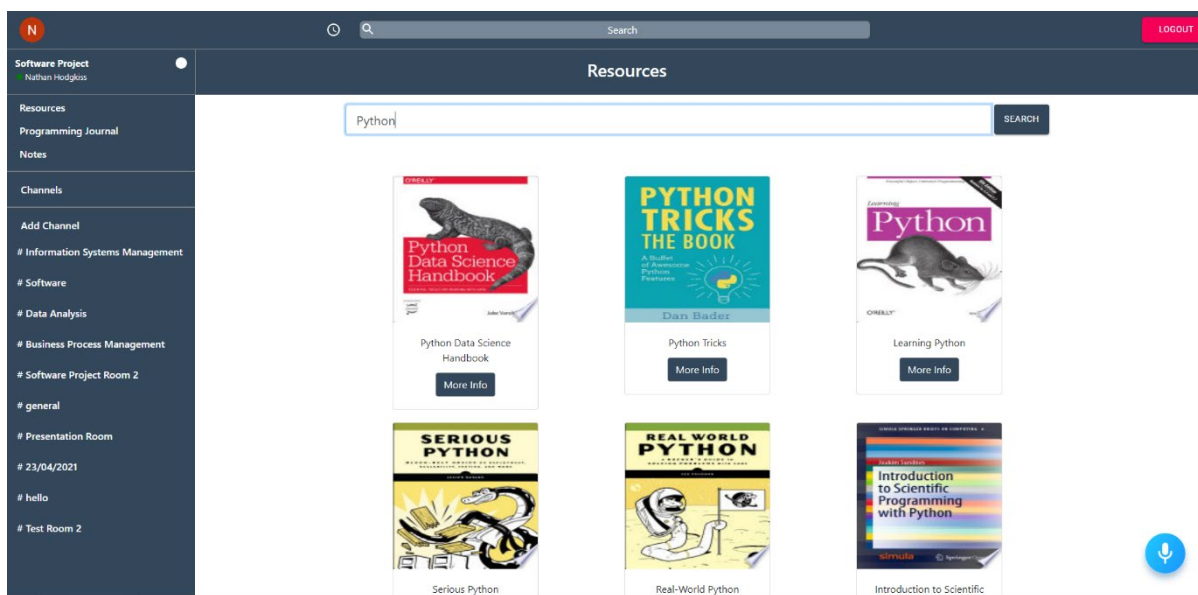 N
Search
LOGOUT
Software Project
Nathan Hodgkiss
Resources
Resources
Programming Journal
Notes
Channels
Add Channel
# Information Systems Management
# Software
# Data Analysis
# Business Process Management
# Software Project Room 2
# general
# Presentation Room
# 23/04/2021
# hello
# Test Room 2
Python
SEARCH
O'REILLY
Python
Data Science
Handbook
Python Data Science
Handbook
More Info
PYTHON
TRICKS
THE BOOK
A Buffet
of Awesome
Python
Features
Dan Bader
Python Tricks
More Info
Learning
Python
O'REILLY
Learning Python
More Info
SERIOUS
PYTHON
Serious Python
REAL WORLD
PYTHON
Real-World Python
Introduction
to Scientific
Programming
with Python
simula
Springer
Introduction to Scientific